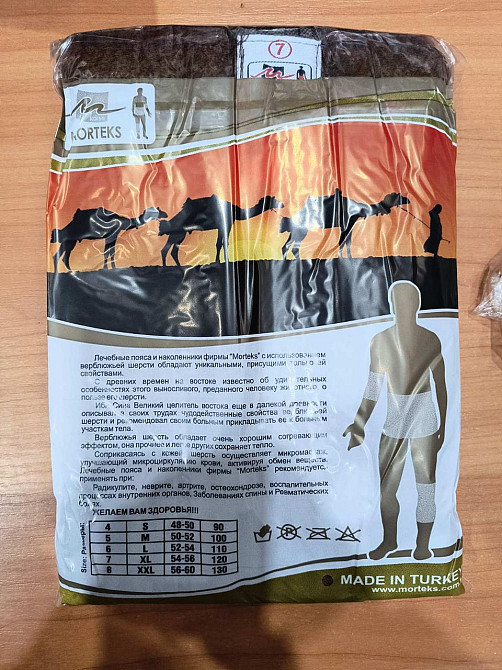 7
MORTEKS
Лечебные пояса и наколенники фирмы "Morteks" с использованием
верблюжьей шерсти обладают уникальными, присущими только ей
свойствами.
С древних времен на востоке известно об удивительных
особенностях этого выносливого, преданного человеку животного, о
пользе его шерсти.
Ибн Сина Великий целитель востока еще в далекой древности
описывал в своих трудах чудодейственные свойства верблюжьей
шерсти и рекомендовал своим больным прикладывать ее к больным
участкам тела.
Верблюжья шерсть обладает очень хорошим согревающим
эффектом, она прочнее и легче других сохраняет тепло.
Соприкасаясь с кожей шерсть осуществляет микромассаж,
улучшающий микроциркуляцию крови, активируя обмен веществ.
Лечебные пояса и наколенники фирмы "Morteks" рекомендуется
применять при:
Радикулите, неврите, артрите, остеохондрозе, воспалительных
процессах внутренних органов, Заболеваниях спины и Ревматических
болях.
ЖЕЛАЕМ ВАМ ЗДОРОВЬЯ!!!
Size: Размеры:
4 S 48-50 90
5 M 50-52 100
6 L 52-54 110
7 XL 54-56 120
8 XXL 56-60 130
MADE IN TURKEY
www.morteks.com